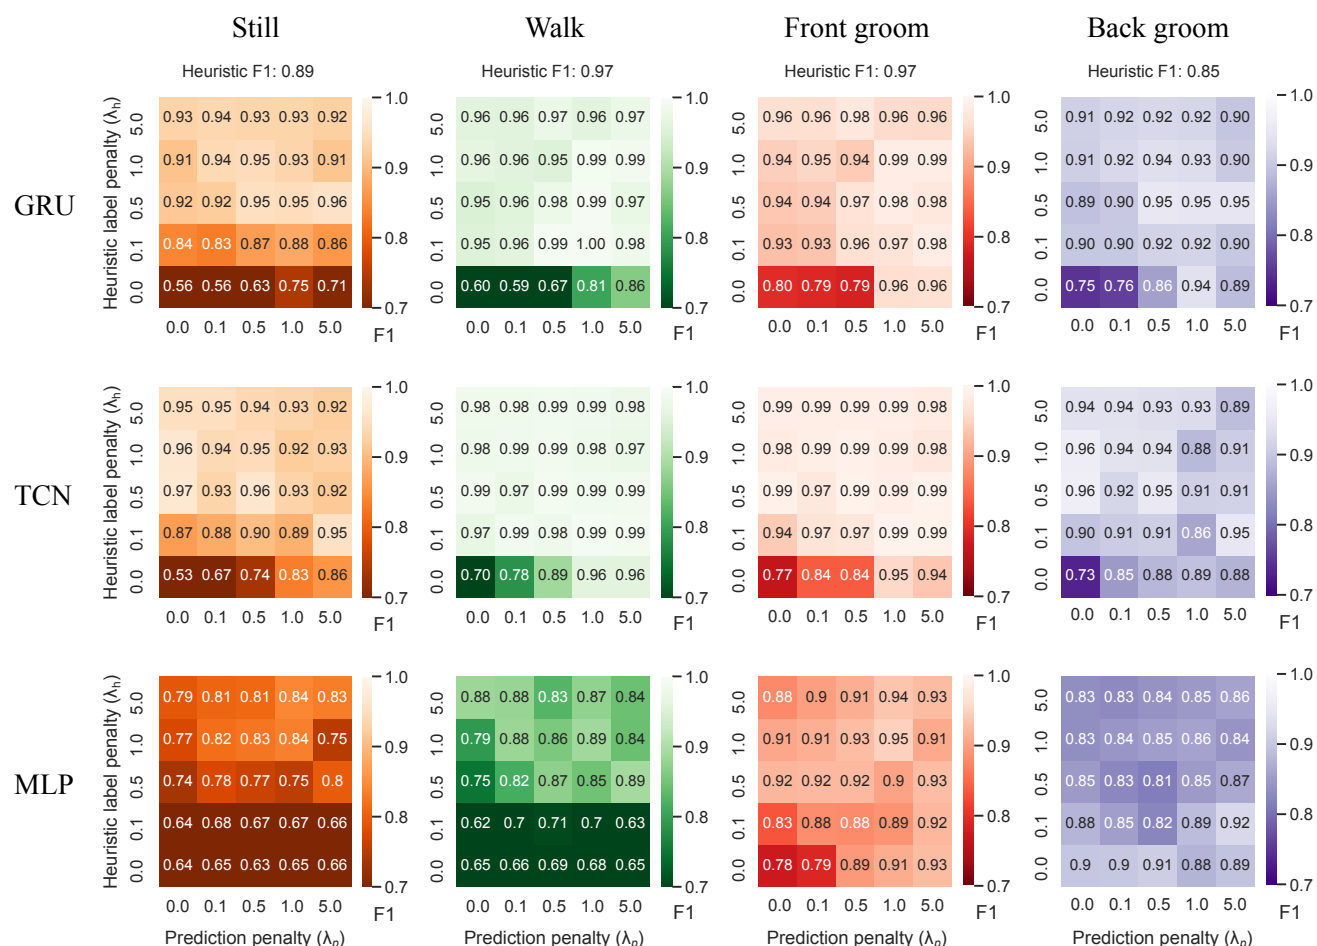 Still Walk Front groom Back groom
Heuristic F1: 0.89 Heuristic F1: 0.97 Heuristic F1: 0.97 Heuristic F1: 0.85
GRU
Heuristic label penalty (λh)
5.0 0.93 0.94 0.93 0.93 0.92 1.0 0.96 0.96 0.97 0.96 0.97 1.0 5.0 0.96 0.96 0.98 0.96 0.96 1.0 5.0 0.91 0.92 0.92 0.92 0.90 1.0
1.0 0.91 0.94 0.95 0.93 0.91 0.9 0.96 0.96 0.95 0.99 0.99 0.9 1.0 0.94 0.95 0.94 0.99 0.99 0.9 1.0 0.91 0.92 0.94 0.93 0.90 0.9
0.5 0.92 0.92 0.95 0.95 0.96 0.95 0.96 0.98 0.99 0.97 0.5 0.94 0.94 0.97 0.98 0.98 0.5 0.89 0.90 0.95 0.95 0.95
0.1 0.84 0.83 0.87 0.88 0.86 0.8 0.95 0.96 0.99 1.00 0.98 0.8 0.1 0.93 0.93 0.96 0.97 0.98 0.8 0.1 0.90 0.90 0.92 0.92 0.90 0.8
0.0 0.56 0.56 0.63 0.75 0.71 0.7 0.60 0.59 0.67 0.81 0.86 0.7 0.0 0.80 0.79 0.79 0.96 0.96 0.7 0.0 0.75 0.76 0.86 0.94 0.89 0.7
0.0 0.1 0.5 1.0 5.0 F1 0.0 0.1 0.5 1.0 5.0 F1 0.0 0.1 0.5 1.0 5.0 F1 0.0 0.1 0.5 1.0 5.0 F1
TCN
Heuristic label penalty (λh)
5.0 0.95 0.95 0.94 0.93 0.92 1.0 0.98 0.98 0.99 0.99 0.98 1.0 5.0 0.99 0.99 0.99 0.99 0.98 1.0 5.0 0.94 0.94 0.93 0.93 0.89 1.0
1.0 0.96 0.94 0.95 0.92 0.93 0.9 0.98 0.99 0.99 0.98 0.97 0.9 1.0 0.98 0.99 0.99 0.98 0.98 0.9 1.0 0.96 0.94 0.94 0.88 0.91 0.9
0.5 0.97 0.93 0.96 0.93 0.92 0.99 0.97 0.99 0.99 0.99 0.5 0.99 0.97 0.99 0.99 0.99 0.5 0.96 0.92 0.95 0.91 0.91
0.1 0.87 0.88 0.90 0.89 0.95 0.8 0.97 0.99 0.98 0.99 0.99 0.8 0.1 0.94 0.97 0.97 0.99 0.99 0.8 0.1 0.90 0.91 0.91 0.86 0.95 0.8
0.0 0.53 0.67 0.74 0.83 0.86 0.7 0.70 0.78 0.89 0.96 0.96 0.7 0.0 0.77 0.84 0.84 0.95 0.94 0.7 0.0 0.73 0.85 0.88 0.89 0.88 0.7
0.0 0.1 0.5 1.0 5.0 F1 0.0 0.1 0.5 1.0 5.0 F1 0.0 0.1 0.5 1.0 5.0 F1 0.0 0.1 0.5 1.0 5.0 F1
MLP
Heuristic label penalty (λh)
5.0 0.79 0.81 0.81 0.84 0.83 1.0 0.88 0.88 0.83 0.87 0.84 1.0 5.0 0.88 0.9 0.91 0.94 0.93 1.0 5.0 0.83 0.83 0.84 0.85 0.86 1.0
1.0 0.77 0.82 0.83 0.84 0.75 0.9 0.79 0.88 0.86 0.89 0.84 0.9 1.0 0.91 0.91 0.93 0.95 0.91 0.9 1.0 0.83 0.84 0.85 0.86 0.84 0.9
0.5 0.74 0.78 0.77 0.75 0.8 0.75 0.82 0.87 0.85 0.89 0.5 0.92 0.92 0.92 0.9 0.93 0.5 0.85 0.83 0.81 0.85 0.87
0.1 0.64 0.68 0.67 0.67 0.66 0.8 0.62 0.7 0.71 0.7 0.63 0.8 0.1 0.83 0.88 0.88 0.89 0.92 0.8 0.1 0.88 0.85 0.82 0.89 0.92 0.8
0.0 0.64 0.65 0.63 0.65 0.66 0.7 0.65 0.66 0.69 0.68 0.65 0.7 0.0 0.78 0.79 0.89 0.91 0.93 0.7 0.0 0.9 0.9 0.91 0.88 0.89 0.7
0.0 0.1 0.5 1.0 5.0 F1 0.0 0.1 0.5 1.0 5.0 F1 0.0 0.1 0.5 1.0 5.0 F1 0.0 0.1 0.5 1.0 5.0 F1
Prediction penalty (λp) Prediction penalty (λp) Prediction penalty (λp) Prediction penalty (λp)